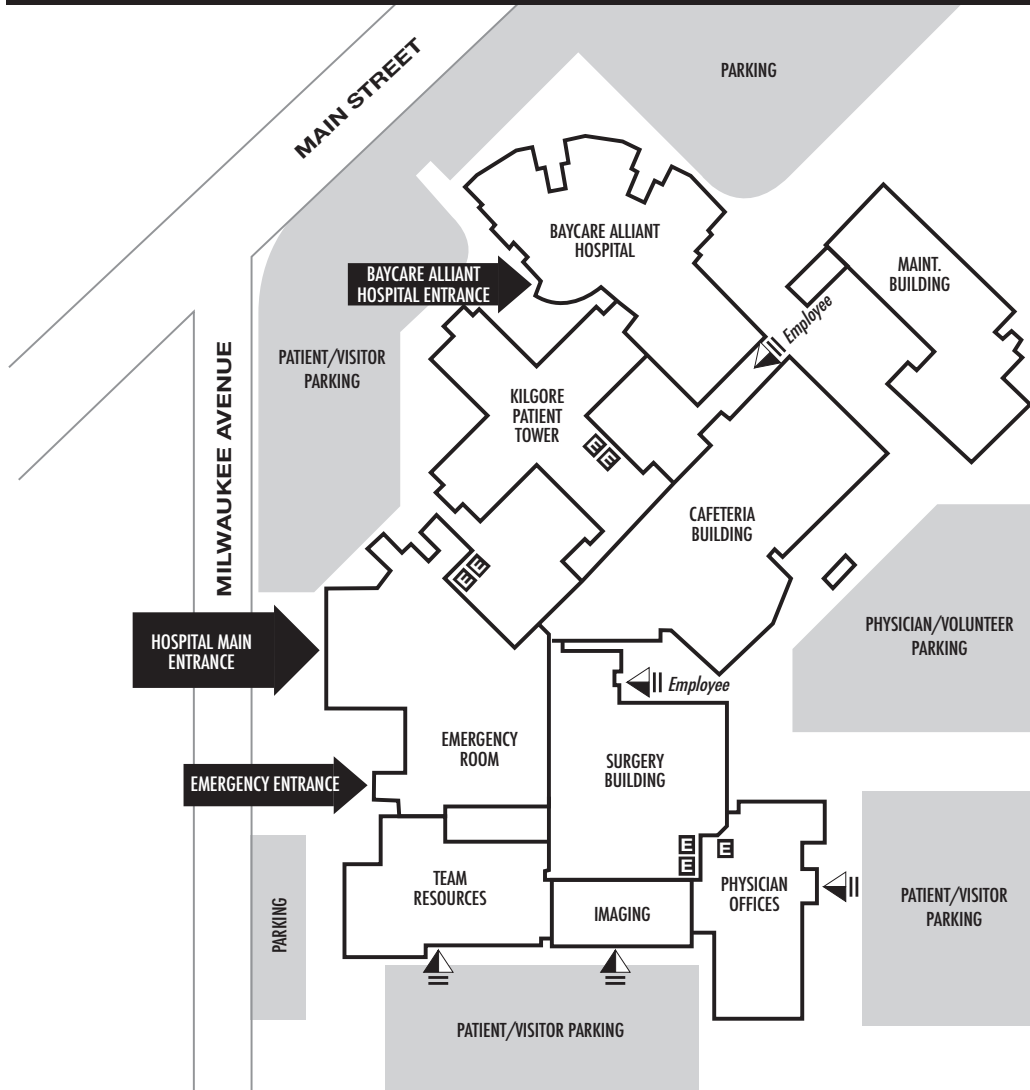 MAIN STREET
PARKING
BAYCARE ALLIANT
HOSPITAL
BAYCARE ALLIANT
HOSPITAL ENTRANCE
MAINT.
BUILDING
Employee
PATIENT/VISITOR
PARKING
MILWAUKEE AVENUE
KILGORE
PATIENT
TOWER
E
E
CAFETERIA
BUILDING
E
E
HOSPITAL MAIN
ENTRANCE
PHYSICIAN/VOLUNTEER
PARKING
Employee
EMERGENCY
ROOM
SURGERY
BUILDING
EMERGENCY ENTRANCE
E
E
E
TEAM
RESOURCES
IMAGING
PHYSICIAN
OFFICES
PATIENT/VISITOR
PARKING
PARKING
PATIENT/VISITOR PARKING